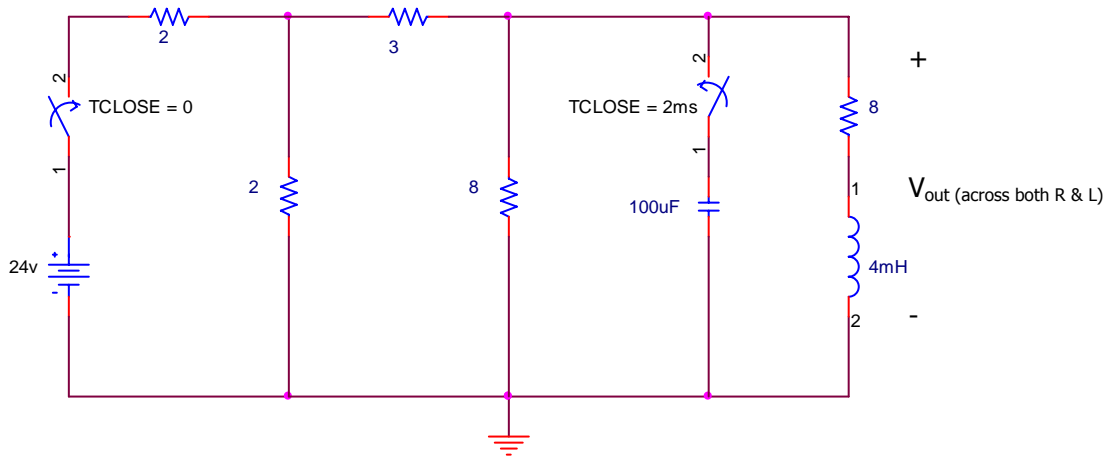 2
3
+
2
TCLOSE = 0
2
TCLOSE = 2ms
8
1
1
2
8
1
Vout (across both R & L)
100uF
+
24v
-
4mH
2
-